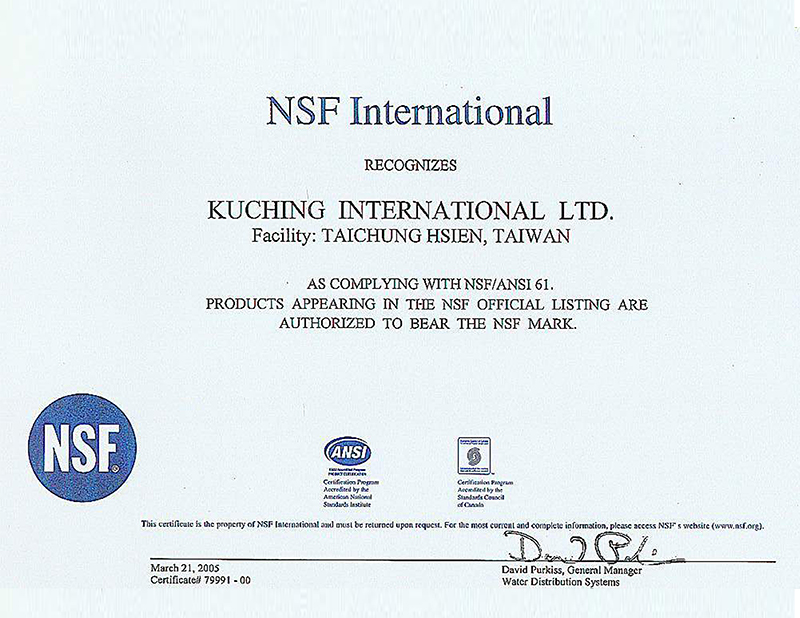 NSF International
RECOGNIZES
KUCHING INTERNATIONAL LTD.
Facility: TAICHUNG HSIEN, TAIWAN
AS COMPLYING WITH NSF/ANSI 61.
PRODUCTS APPEARING IN THE NSF OFFICIAL LISTING ARE
AUTHORIZED TO BEAR THE NSF MARK.
NSF®
ANSI
Certification Program
Accredited by the
American National
Standards Institute
Certification Program
Accredited by the
Standards Council
of Canada
This certificate is the property of NSF International and must be returned upon request. For the most current and complete information, please access NSF's website (www.nsf.org).
March 21, 2005
Certificate# 79991 - 00
David Purkiss, General Manager
Water Distribution Systems